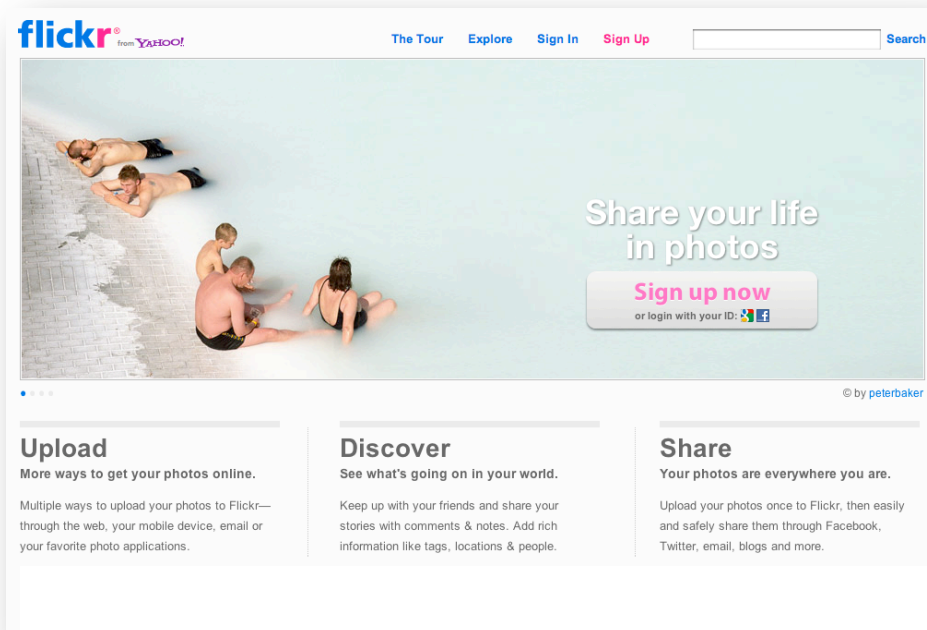 flickr® from YAHOO!
The Tour Explore Sign In Sign Up Search
Share your life
in photos
Sign up now
or login with your ID:
© by peterbaker
Upload
More ways to get your photos online.
Multiple ways to upload your photos to Flickr—
through the web, your mobile device, email or
your favorite photo applications.
Discover
See what's going on in your world.
Keep up with your friends and share your
stories with comments & notes. Add rich
information like tags, locations & people.
Share
Your photos are everywhere you are.
Upload your photos once to Flickr, then easily
and safely share them through Facebook,
Twitter, email, blogs and more.